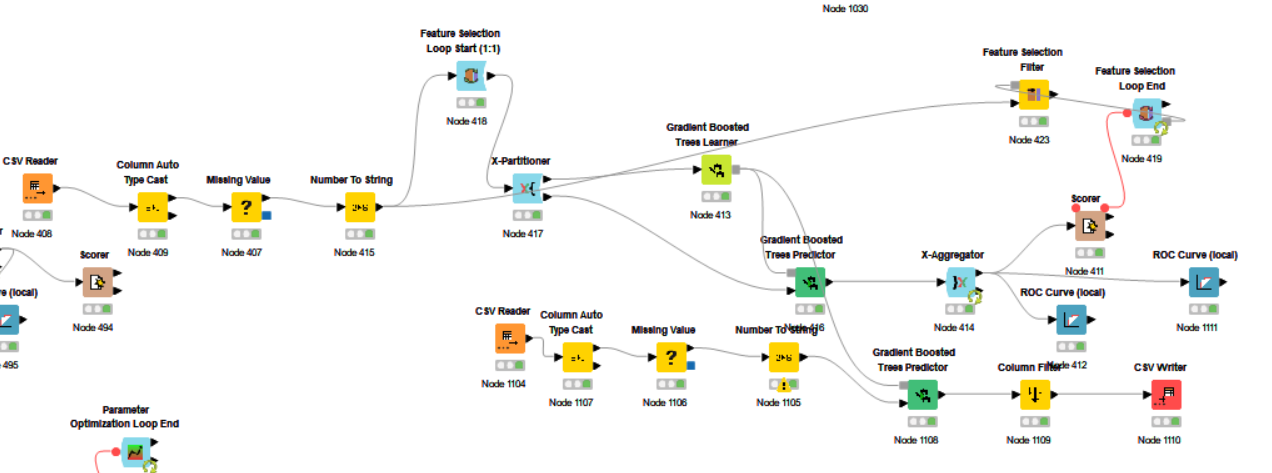 Node 1030
Feature Selection
Loop Start (1:1)
Node 418
Feature Selection
Filter
Node 423
Feature Selection
Loop End
Node 419
CSV Reader
Node 408
Column Auto
Type Cast
Node 409
Missing Value
Node 407
Number To String
Node 415
X-Partitioner
Node 417
Gradient Boosted
Trees Learner
Node 413
Scorer
Node 411
Scorer
Node 494
(local)
495
Gradient Boosted
Trees Predictor
Node 416
X-Aggregator
Node 414
ROC Curve (local)
Node 1111
ROC Curve (local)
Node 412
CSV Reader
Node 1104
Column Auto
Type Cast
Node 1107
Missing Value
Node 1106
Number To String
Node 1105
Gradient Boosted
Trees Predictor
Node 1108
Column Filter
Node 1109
CSV Writer
Node 1110
Parameter
Optimization Loop End